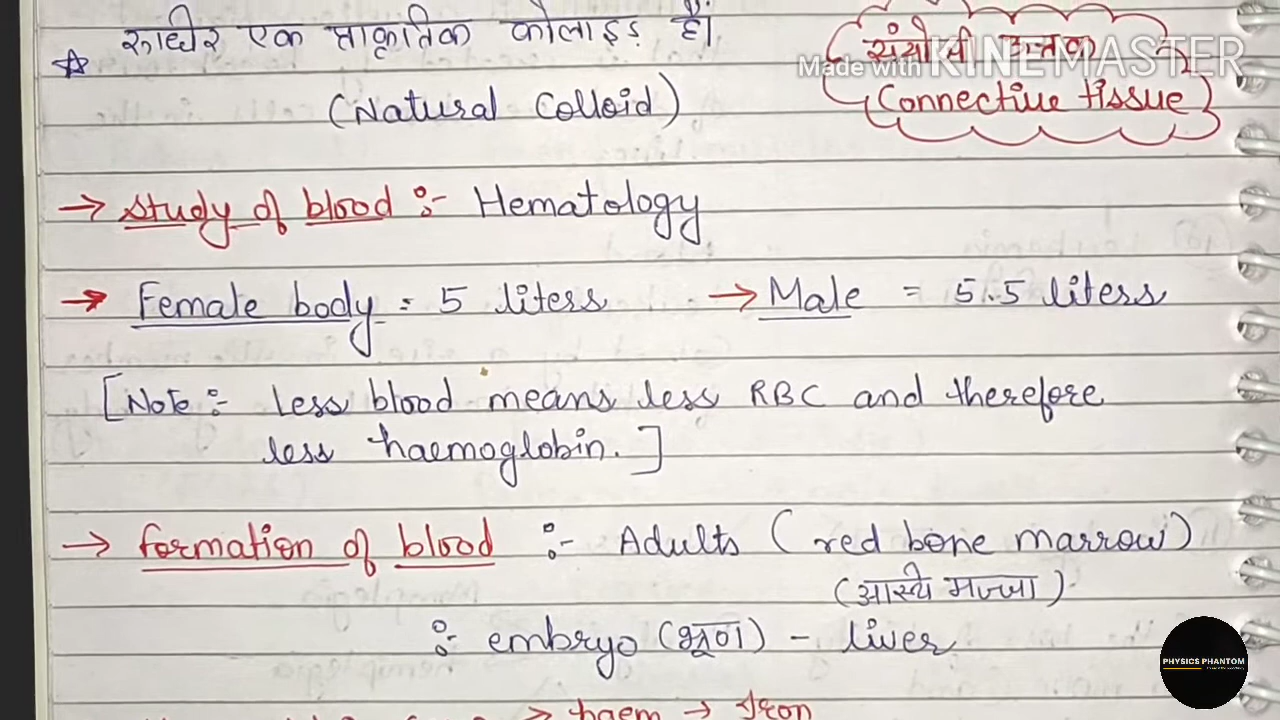 रूधिर एक प्राकृतिक कोलाइड है।
(Natural Colloid)
संयोजी उत्तक
(Connective tissue)
Made with KINEMASTER
→ Study of blood :- Hematology
→ Female body = 5 liters → Male = 5.5 liters
[Note :- Less blood means less RBC and therefore
less haemoglobin.]
→ formation of blood :- Adults (red bone marrow)
(अस्थि मज्जा)
:- embryo (भ्रूण) - liver
PHYSICS PHANTOM
→ haem → Iron